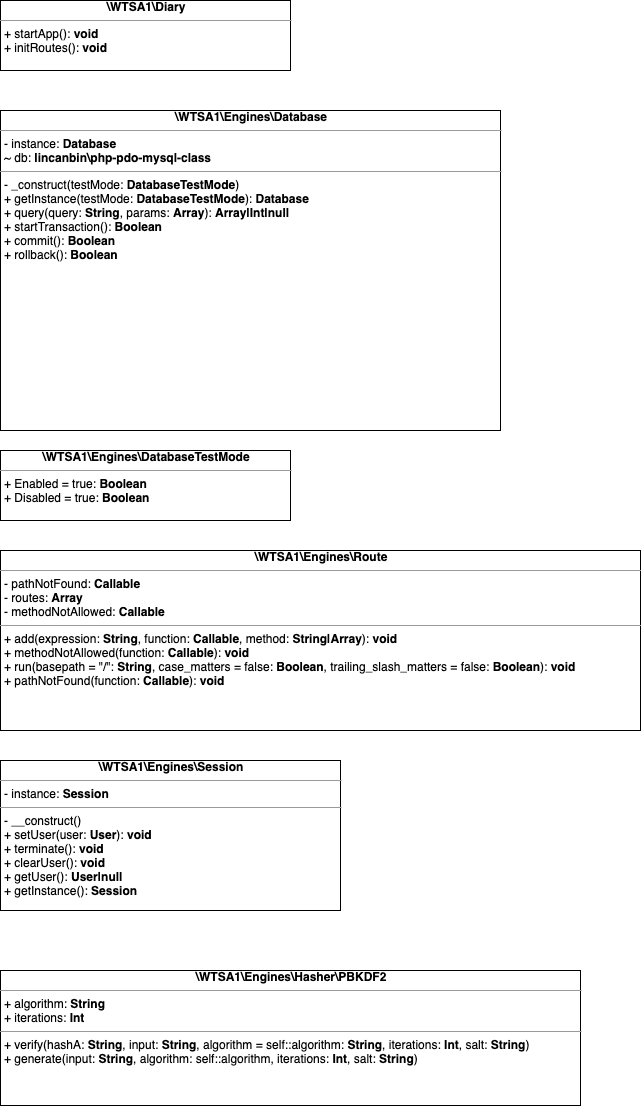 \WTSA1\Diary
+ startApp(): void
+ initRoutes(): void
\WTSA1\Engines\Database
- instance: Database
~ db: lincanbin\php-pdo-mysql-class
- _construct(testMode: DatabaseTestMode)
+ getInstance(testMode: DatabaseTestMode): Database
+ query(query: String, params: Array): Array|Int|null
+ startTransaction(): Boolean
+ commit(): Boolean
+ rollback(): Boolean
\WTSA1\Engines\DatabaseTestMode
+ Enabled = true: Boolean
+ Disabled = true: Boolean
\WTSA1\Engines\Route
- pathNotFound: Callable
- routes: Array
- methodNotAllowed: Callable
+ add(expression: String, function: Callable, method: String|Array): void
+ methodNotAllowed(function: Callable): void
+ run(basepath = "/": String, case_matters = false: Boolean, trailing_slash_matters = false: Boolean): void
+ pathNotFound(function: Callable): void
\WTSA1\Engines\Session
- instance: Session
- __construct()
+ setUser(user: User): void
+ terminate(): void
+ clearUser(): void
+ getUser(): User|null
+ getInstance(): Session
\WTSA1\Engines\Hasher\PBKDF2
+ algorithm: String
+ iterations: Int
+ verify(hashA: String, input: String, algorithm = self::algorithm: String, iterations: Int, salt: String)
+ generate(input: String, algorithm: self::algorithm, iterations: Int, salt: String)